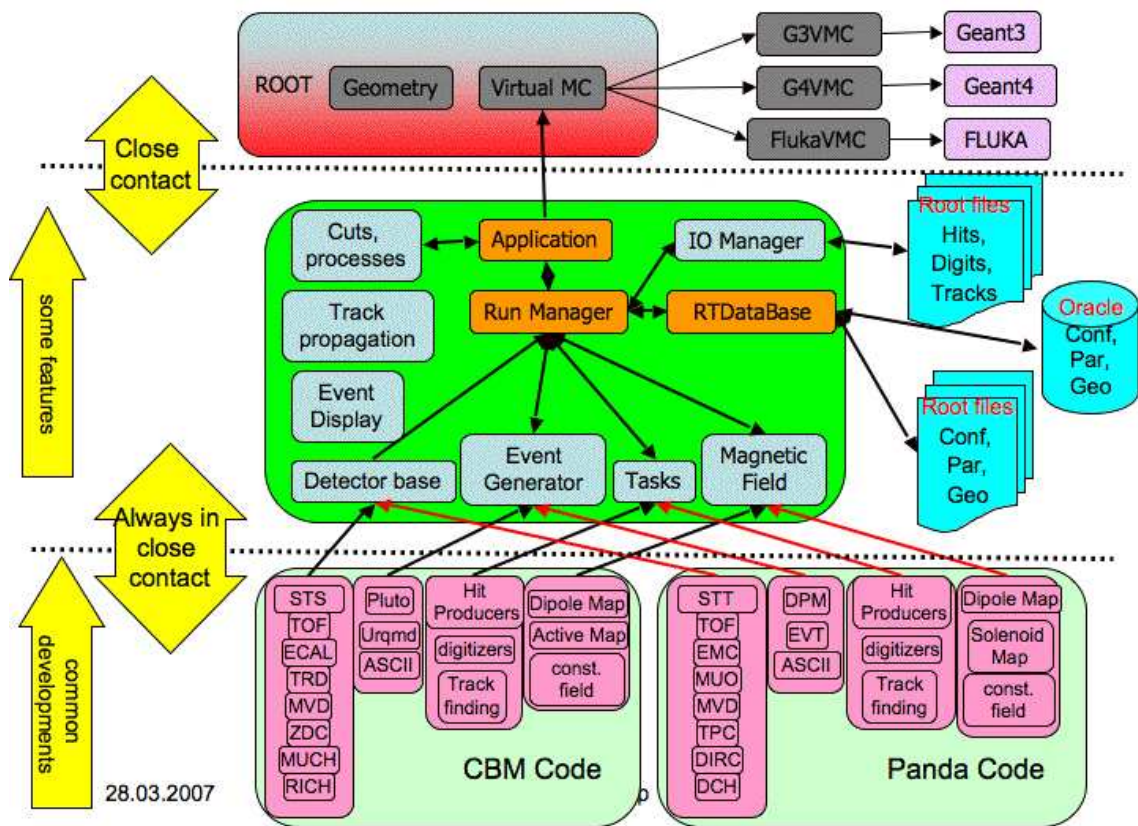 G3VMC
Geant3
ROOT
Geometry
Virtual MC
G4VMC
Geant4
FlukaVMC
FLUKA
Close
contact
some features
Cuts,
processes
Application
IO Manager
Root files
Hits,
Digits,
Tracks
Track
propagation
Run Manager
RTDataBase
Oracle
Conf,
Par,
Geo
Event
Display
Root files
Conf,
Par,
Geo
Detector base
Event
Generator
Tasks
Magnetic
Field
Always in
close
contact
common
developments
STS
TOF
ECAL
TRD
MVD
ZDC
MUCH
RICH
Pluto
Urqmd
ASCII
Hit
Producers
digitizers
Track
finding
Dipole Map
Active Map
const.
field
CBM Code
STT
TOF
EMC
MUO
MVD
TPC
DIRC
DCH
DPM
EVT
ASCII
Hit
Producers
digitizers
Track
finding
Dipole Map
Solenoid
Map
const.
field
Panda Code
28.03.2007
p